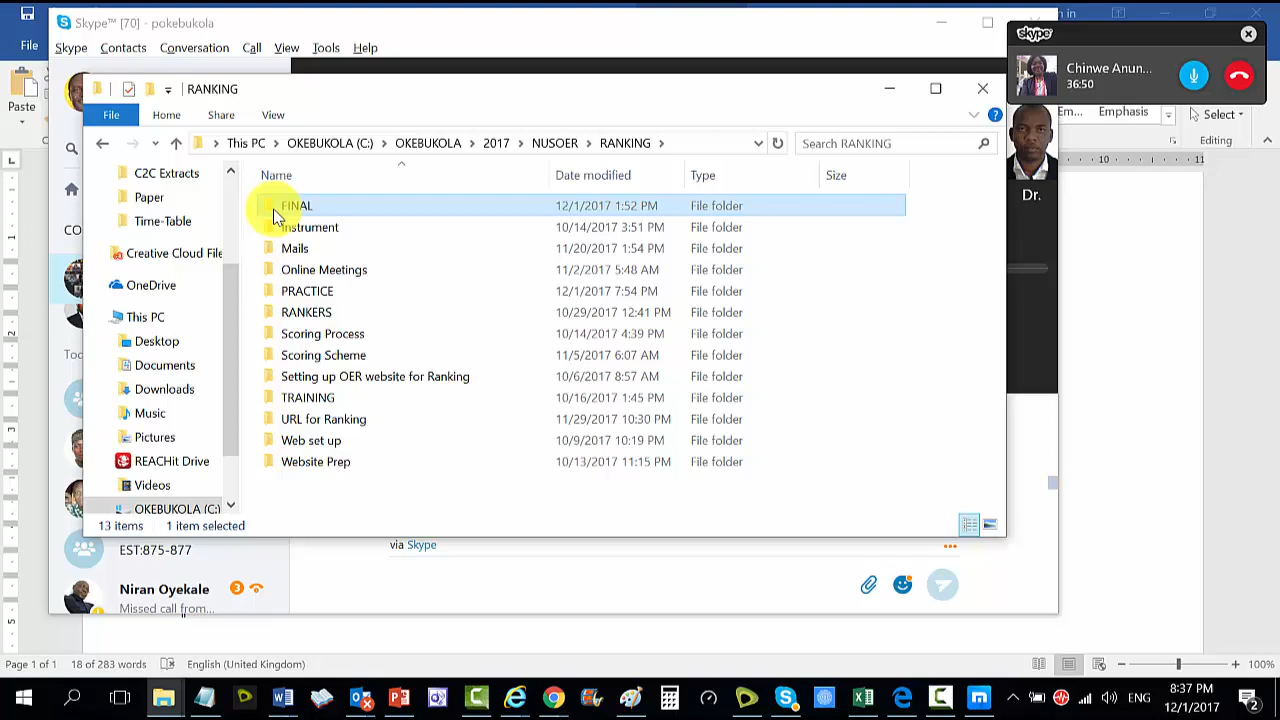 Skype™ [70] - pokebukola
Skype Contacts Conversation Call View Tools Help
File
Paste
RANKING
File Home Share View
This PC > OKEBUKOLA (C:) > OKEBUKOLA > 2017 > NUSOER > RANKING >
Search RANKING
skype
Chinwe Anun...
36:50
Em... Emphasis
Select
Editing
10 11
Dr.
C2C Extracts
Paper
Time-Table
Creative Cloud File
OneDrive
This PC
Desktop
Documents
Downloads
Music
Pictures
REACHit Drive
Videos
OKEBUKOLA (C:)
Name Date modified Type Size
FINAL 12/1/2017 1:52 PM File folder
Instrument 10/14/2017 3:51 PM File folder
Mails 11/20/2017 1:54 PM File folder
Online Meetings 11/2/2017 5:48 AM File folder
PRACTICE 12/1/2017 7:54 PM File folder
RANKERS 10/29/2017 12:41 PM File folder
Scoring Process 10/14/2017 4:39 PM File folder
Scoring Scheme 11/5/2017 6:07 AM File folder
Setting up OER website for Ranking 10/6/2017 8:57 AM File folder
TRAINING 10/16/2017 1:45 PM File folder
URL for Ranking 11/29/2017 10:30 PM File folder
Web set up 10/9/2017 10:19 PM File folder
Website Prep 10/13/2017 11:15 PM File folder
13 items 1 item selected
via Skype
EST:875-877
Niran Oyekale 3
Missed call from...
Page 1 of 1 18 of 283 words English (United Kingdom) 100%
ENG
8:37 PM
12/1/2017
2